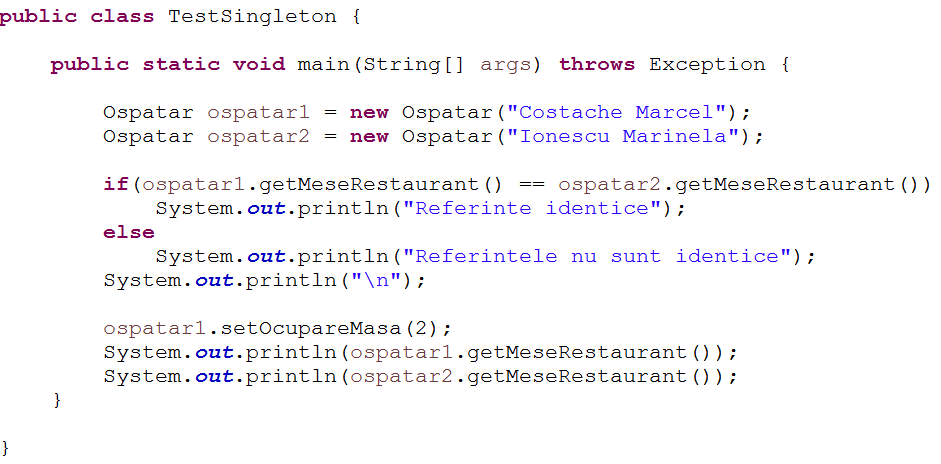 public class TestSingleton {
public static void main(String[] args) throws Exception {
Ospatar ospatar1 = new Ospatar("Costache Marcel");
Ospatar ospatar2 = new Ospatar("Ionescu Marinela");
if(ospatar1.getMeseRestaurant() == ospatar2.getMeseRestaurant())
System.out.println("Referinte identice");
else
System.out.println("Referintele nu sunt identice");
System.out.println("\n");
ospatar1.setOcupareMasa(2);
System.out.println(ospatar1.getMeseRestaurant());
System.out.println(ospatar2.getMeseRestaurant());
}
}